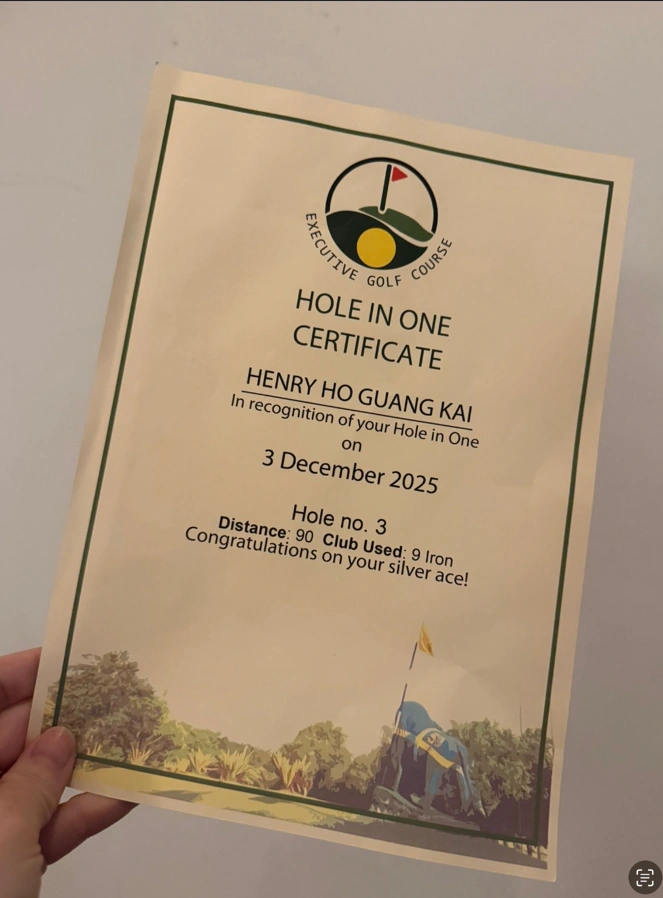 EXECUTIVE GOLF COURSE
HOLE IN ONE
CERTIFICATE
HENRY HO GUANG KAI
In recognition of your Hole in One
on
3 December 2025
Hole no. 3
Distance: 90 Club Used: 9 Iron
Congratulations on your silver ace!